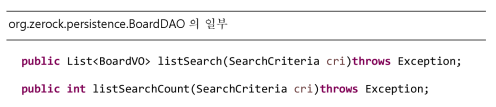 org.zerock.persistence.BoardDAO 의 일부
public List<BoardVO> listSearch(SearchCriteria cri)throws Exception;
public int listSearchCount(SearchCriteria cri)throws Exception;